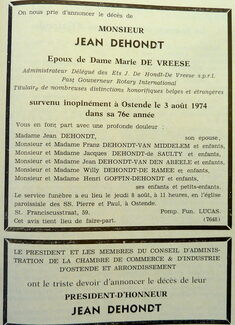 On nous prie d'annoncer le décès de
MONSIEUR
JEAN DEHONDT
Epoux de Dame Marie DE VREESE
Administrateur Délégué des Ets J. De Hondt-De Vreese s.p.r.l.
Past Gouverneur Rotary International
Titulaire de nombreuses distinctions honorifiques belges et étrangères
survenu inopinément à Ostende le 3 août 1974
dans sa 76e année
Vous en font part avec une profonde douleur :
Madame Jean DEHONDT, son épouse,
Monsieur et Madame Frans DEHONDT-VAN MIDDELEM et enfants,
Monsieur et Madame Jacques DEHONDT-de SAULTY et enfants,
Monsieur et Madame Jean DEHONDT-VAN DEN ABEELE et enfants,
Monsieur et Madame Willy DEHONDT-DE RAMEE et enfants,
Monsieur et Madame Henri GOFFIN-DEHONDT et enfants,
ses enfants et petits-enfants.
Le service funèbre a eu lieu le jeudi 8 août, à 11 heures, en l'église
paroissiale des SS. Pierre et Paul, à Ostende.
St. Franciscusstraat, 59. Pomp. Fun. LUCAS.
Cet avis tient lieu de faire-part. (7648)
LE PRESIDENT ET LES MEMBRES DU CONSEIL D'ADMINIS-
TRATION DE LA CHAMBRE DE COMMERCE & D'INDUSTRIE
D'OSTENDE ET ARRONDISSEMENT
ont le triste devoir d'annoncer le décès de leur
PRESIDENT-D'HONNEUR
JEAN DEHONDT